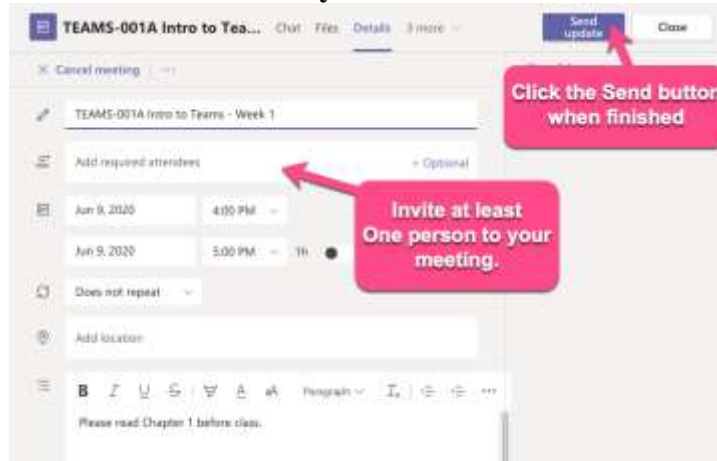 TEAMS-001A Intro to Tea... Chat Files Details 3 more
Send update
Close
× Cancel meeting ...
Click the Send button when finished
TEAMS-001A Intro to Teams - Week 1
Add required attendees + Optional
Invite at least
One person to your
meeting.
Jun 9, 2020 4:00 PM
Jun 9, 2020 5:00 PM 1h
Does not repeat
Add location
B I U S A aA Paragraph Ix ...
Please read Chapter 1 before class.